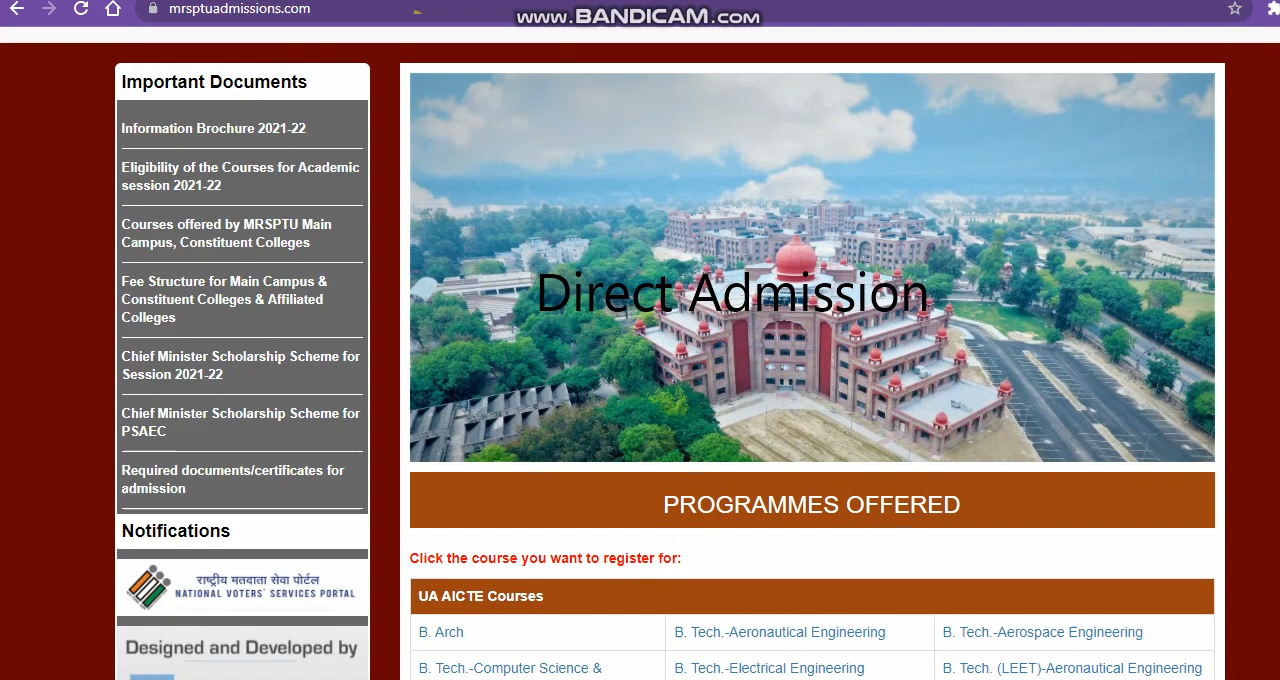 mrsptuadmissions.com
www.BANDICAM.com
Important Documents
Information Brochure 2021-22
Eligibility of the Courses for Academic
session 2021-22
Courses offered by MRSPTU Main
Campus, Constituent Colleges
Fee Structure for Main Campus &
Constituent Colleges & Affiliated
Colleges
Chief Minister Scholarship Scheme for
Session 2021-22
Chief Minister Scholarship Scheme for
PSAEC
Required documents/certificates for
admission
Notifications
राष्ट्रीय मतदाता सेवा पोर्टल
NATIONAL VOTERS' SERVICES PORTAL
Designed and Developed by
Direct Admission
PROGRAMMES OFFERED
Click the course you want to register for:
UA AICTE Courses
B. Arch B. Tech.-Aeronautical Engineering B. Tech.-Aerospace Engineering
B. Tech.-Computer Science & B. Tech.-Electrical Engineering B. Tech. (LEET)-Aeronautical Engineering